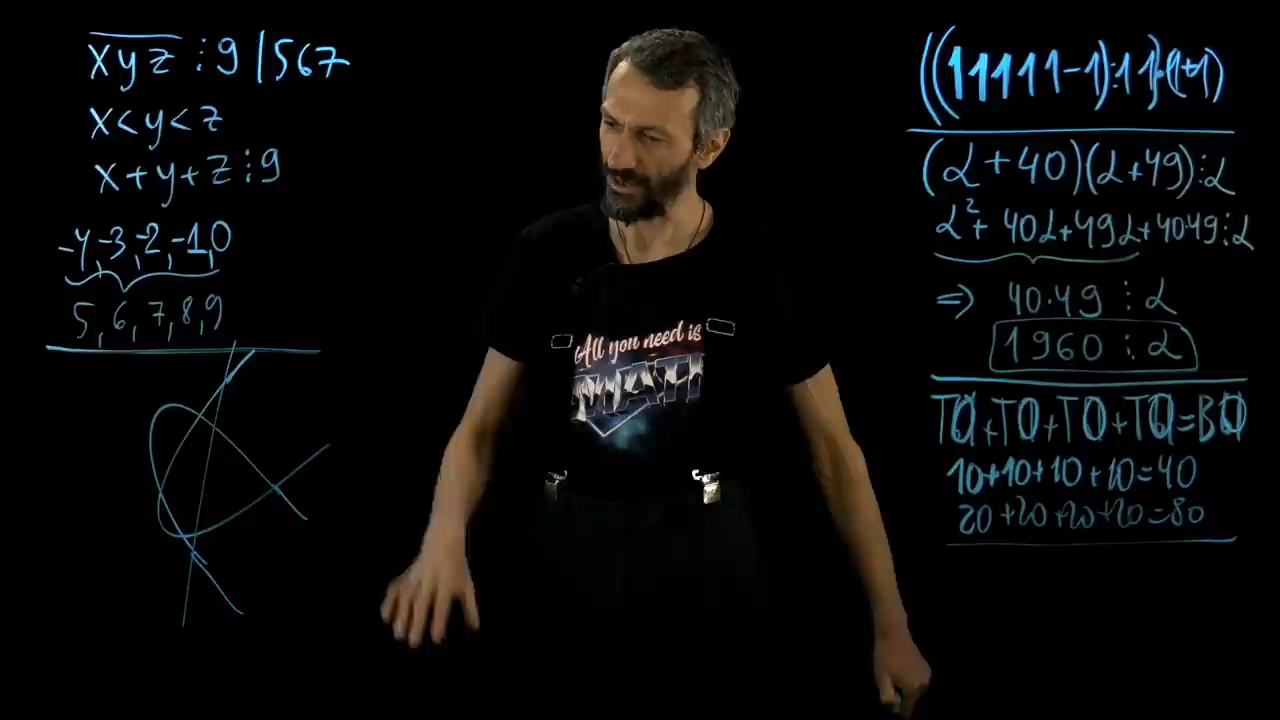 xyz ⋮ 9 | 567
x<y<z
x+y+z ⋮ 9
-4,-3,-2,-1,0
5,6,7,8,9
All you need is
MATH
((11111-1):11)·(1+1)
(α+40)(α+49)⋮α
α²+40α+49α+40·49⋮α
=> 40·49 ⋮ α
1960 ⋮ α
TO+TO+TO+TO=BO
10+10+10+10=40
20+20+20+20=80